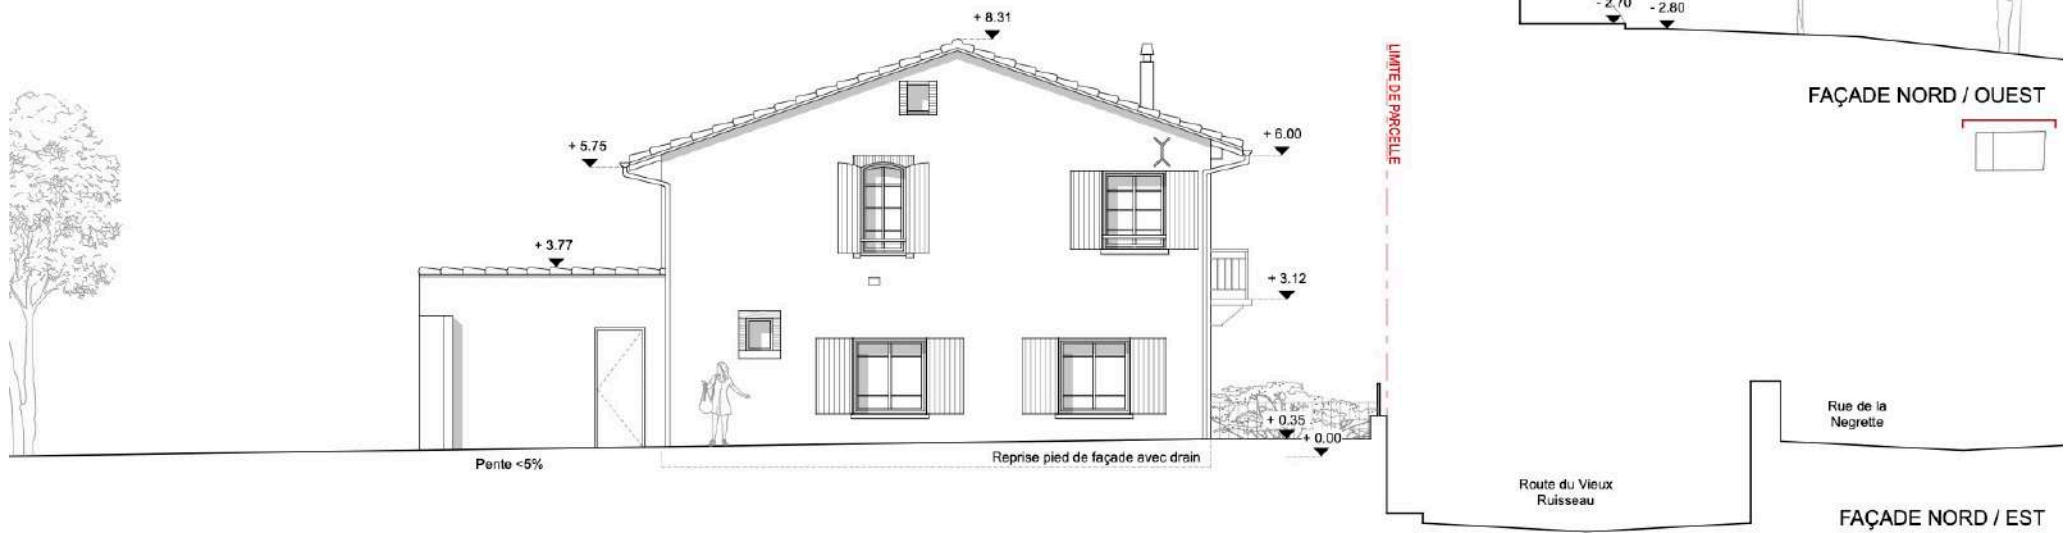 - 2.70
- 2.80
+ 8.31
LIMITE DE PARCELLE
FAÇADE NORD / OUEST
+ 5.75
+ 6.00
+ 3.77
+ 3.12
+ 0.35
+ 0.00
Pente <5%
Reprise pied de façade avec drain
Rue de la
Negrette
Route du Vieux
Ruisseau
FAÇADE NORD / EST